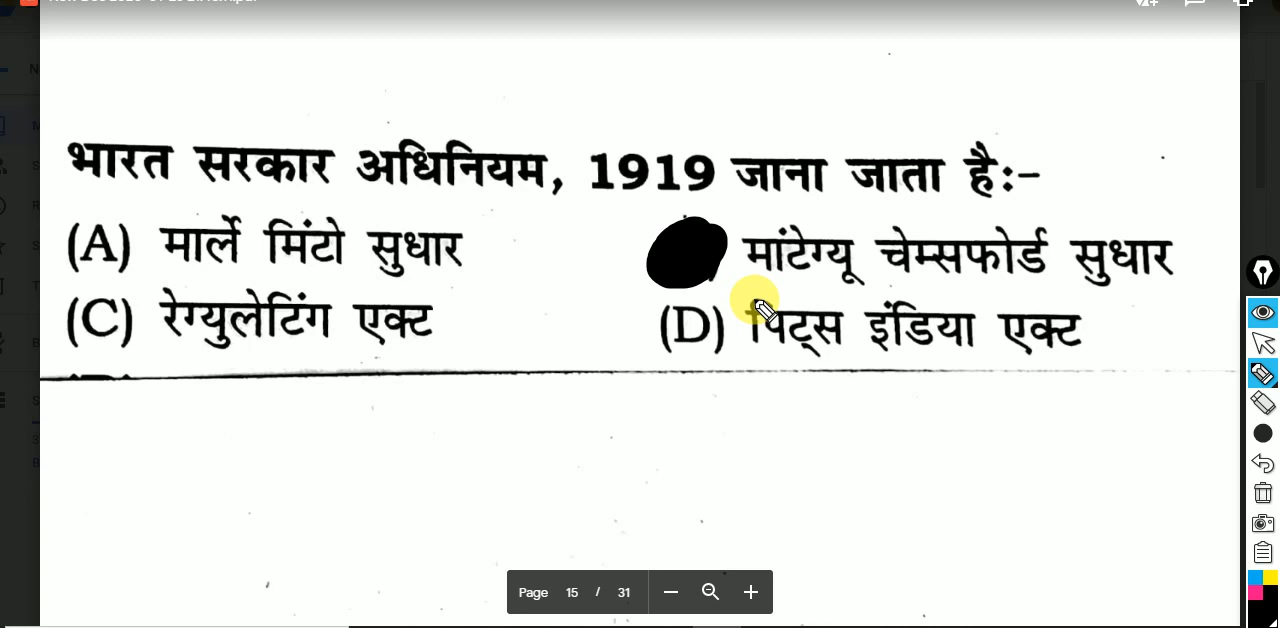 भारत सरकार अधिनियम, 1919 जाना जाता है:-
(A) मार्ले मिंटो सुधार
मांटेग्यू चेम्सफोर्ड सुधार
(C) रेग्युलेटिंग एक्ट
(D) पिट्स इंडिया एक्ट
Page 15 / 31